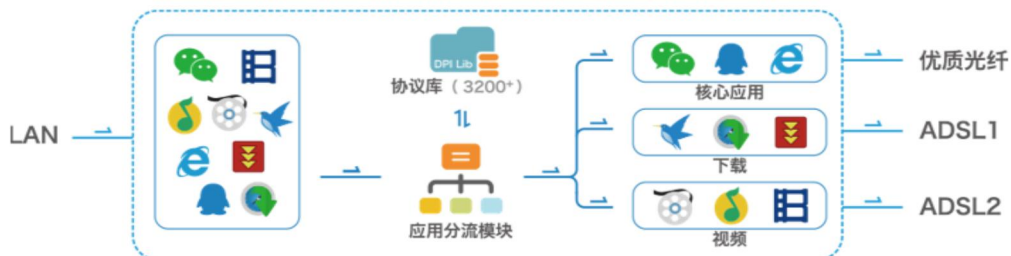 LAN
DPI Lib
协议库（3200+）
应用分流模块
核心应用
下载
视频
优质光纤
ADSL1
ADSL2